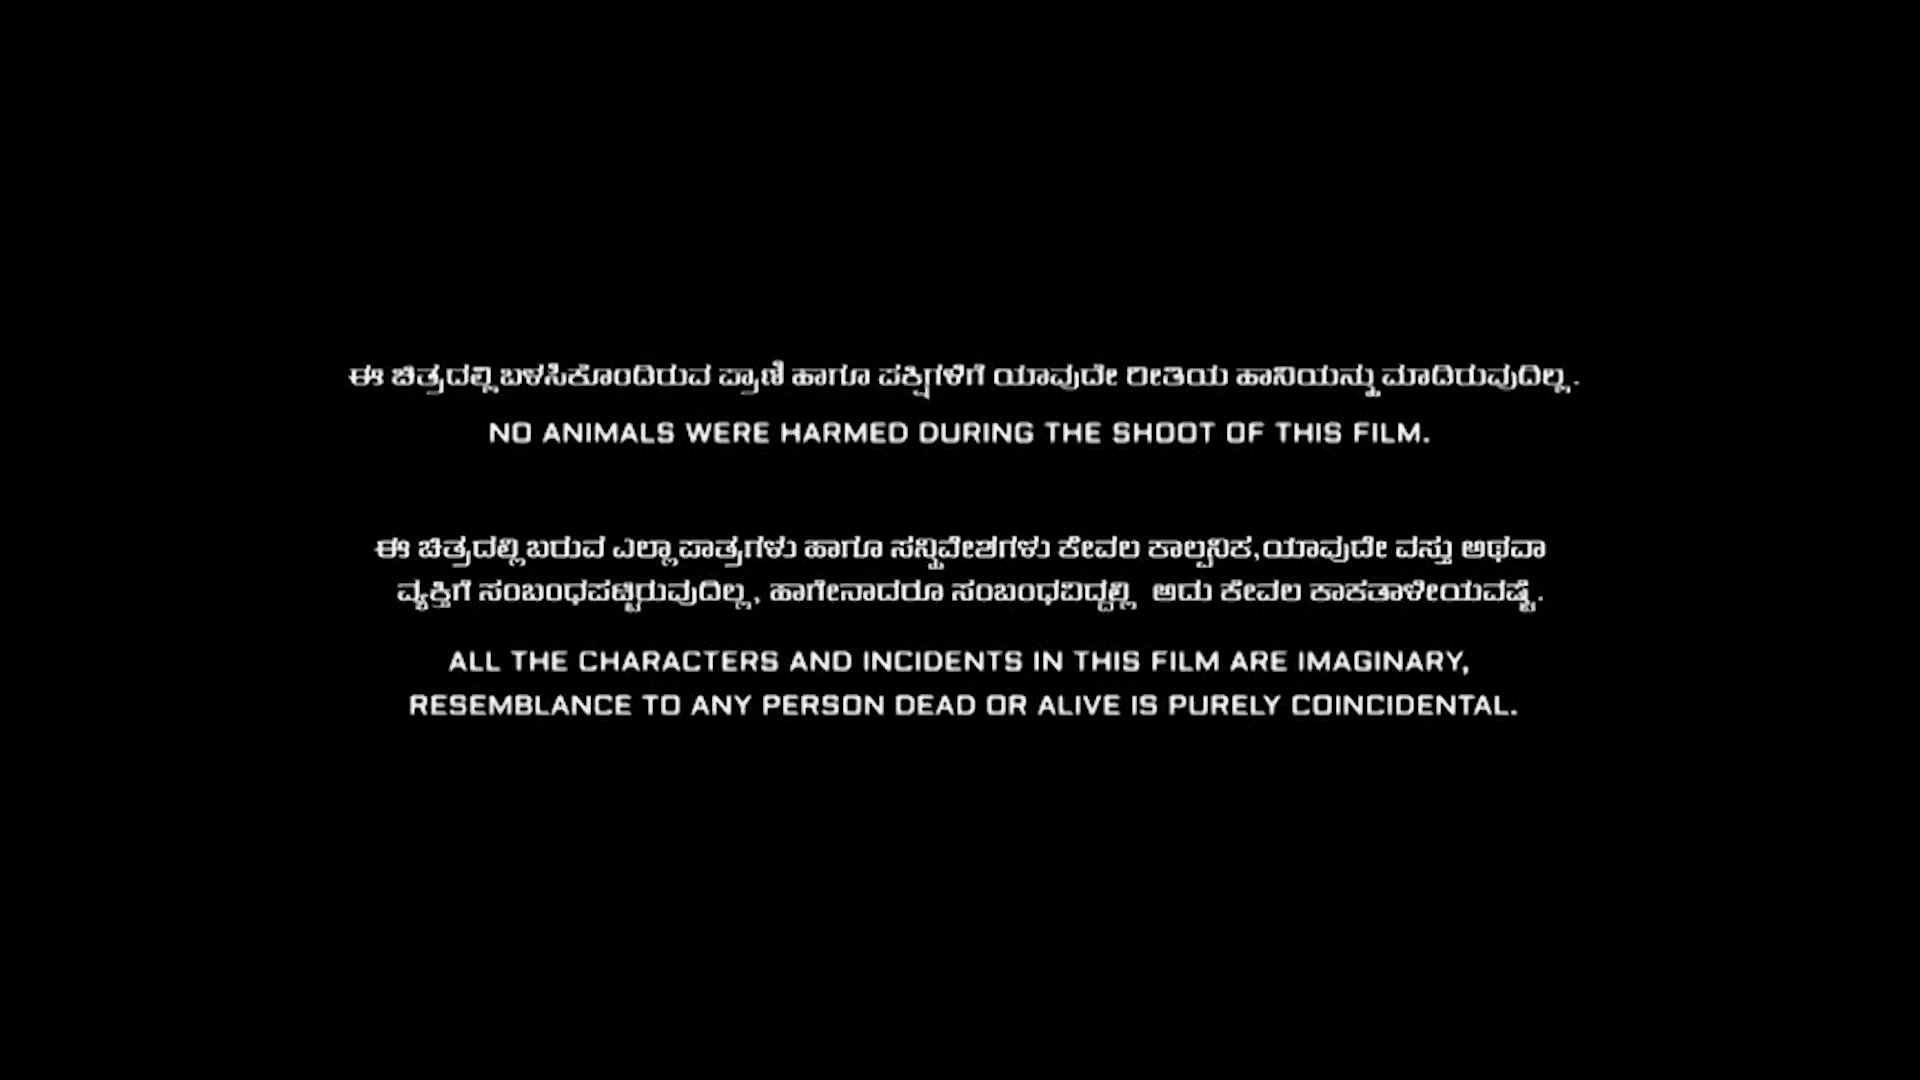 ಈ ಚಿತ್ರದಲ್ಲಿ ಬಳಸಿಕೊಂದಿರುವ ಪ್ರಾಣಿ ಹಾಗೂ ಪಕ್ಷಿಗಳಿಗೆ ಯಾವುದೇ ರೀತಿಯ ಹಾನಿಯನ್ನು ಮಾದಿರುವುದಿಲ್ಲ.
NO ANIMALS WERE HARMED DURING THE SHOOT OF THIS FILM.
ಈ ಚಿತ್ರದಲ್ಲಿ ಬರುವ ಎಲ್ಲಾ ಪಾತ್ರಗಳು ಹಾಗೂ ಸನ್ನಿವೇಶಗಳು ಕೇವಲ ಕಾಲ್ಪನಿಕ,ಯಾವುದೇ ವಸ್ತು ಅಥವಾ
ವ್ಯಕ್ತಿಗೆ ಸಂಬಂಧಪಟ್ಟಿರುವುದಿಲ್ಲ, ಹಾಗೇನಾದರೂ ಸಂಬಂಧವಿದ್ದಲ್ಲಿ ಅದು ಕೇವಲ ಕಾಕತಾಳೀಯವಷ್ಟೆ.
ALL THE CHARACTERS AND INCIDENTS IN THIS FILM ARE IMAGINARY,
RESEMBLANCE TO ANY PERSON DEAD OR ALIVE IS PURELY COINCIDENTAL.